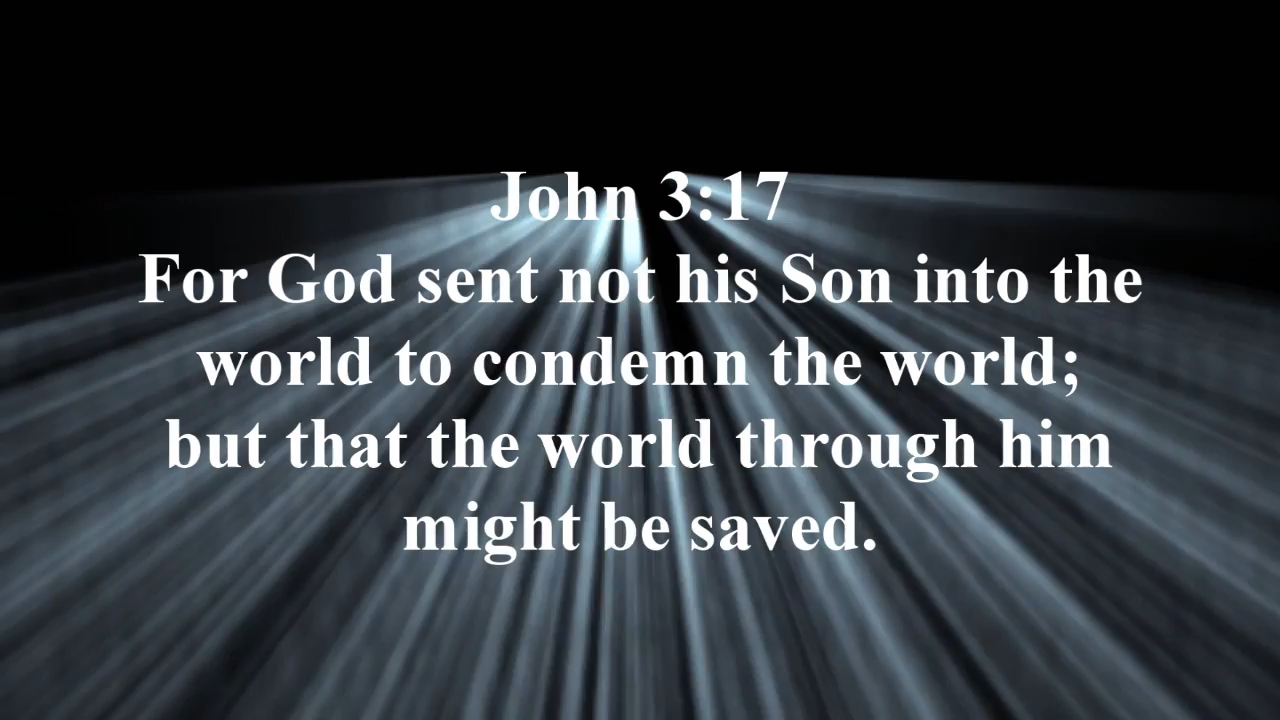 John 3:17
For God sent not his Son into the
world to condemn the world;
but that the world through him
might be saved.